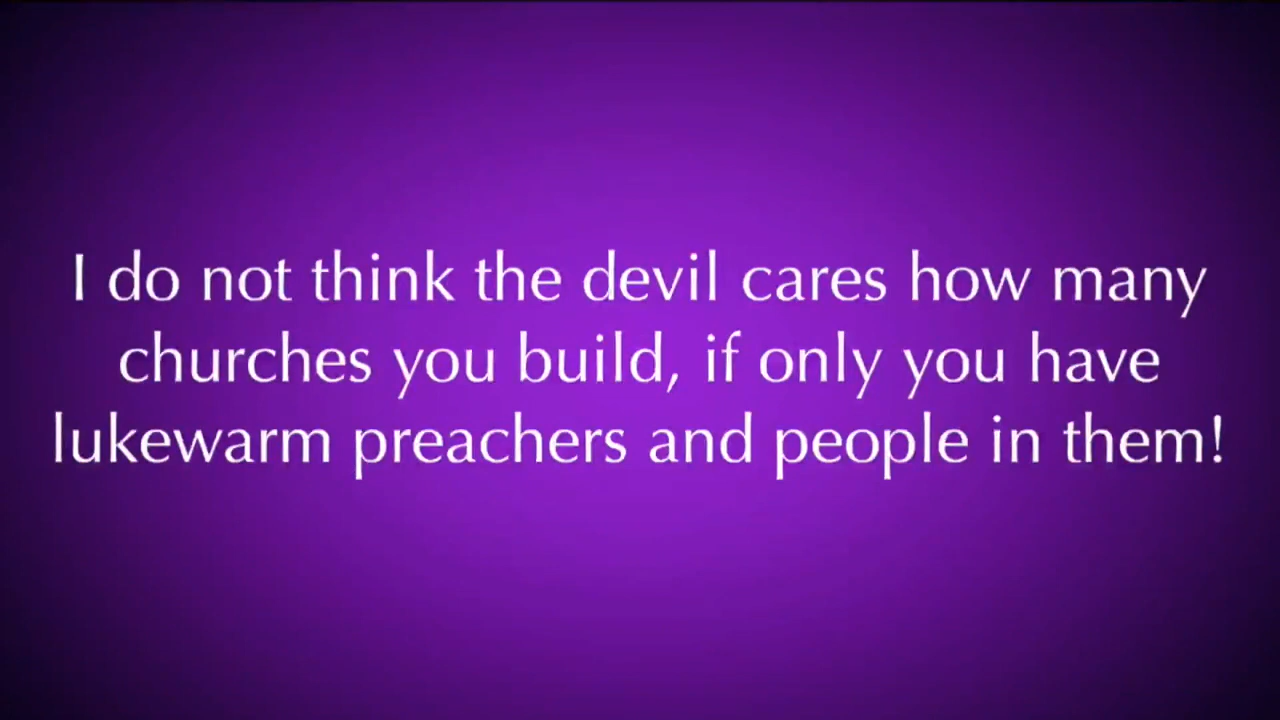 I do not think the devil cares how many
churches you build, if only you have
lukewarm preachers and people in them!